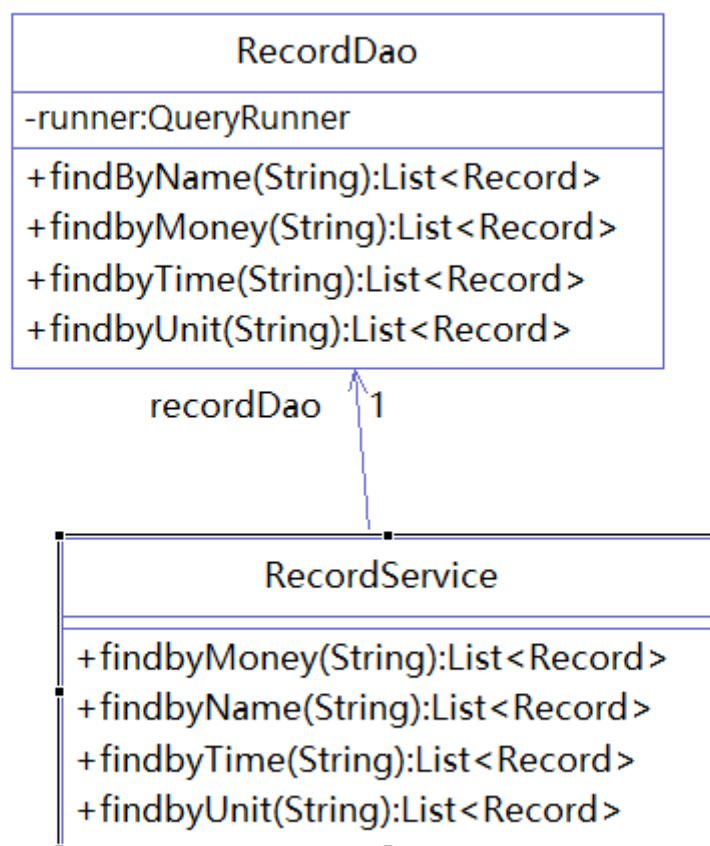 RecordDao
-runner:QueryRunner
+findByName(String):List<Record>
+findbyMoney(String):List<Record>
+findbyTime(String):List<Record>
+findbyUnit(String):List<Record>
recordDao 1
RecordService
+findbyMoney(String):List<Record>
+findbyName(String):List<Record>
+findbyTime(String):List<Record>
+findbyUnit(String):List<Record>